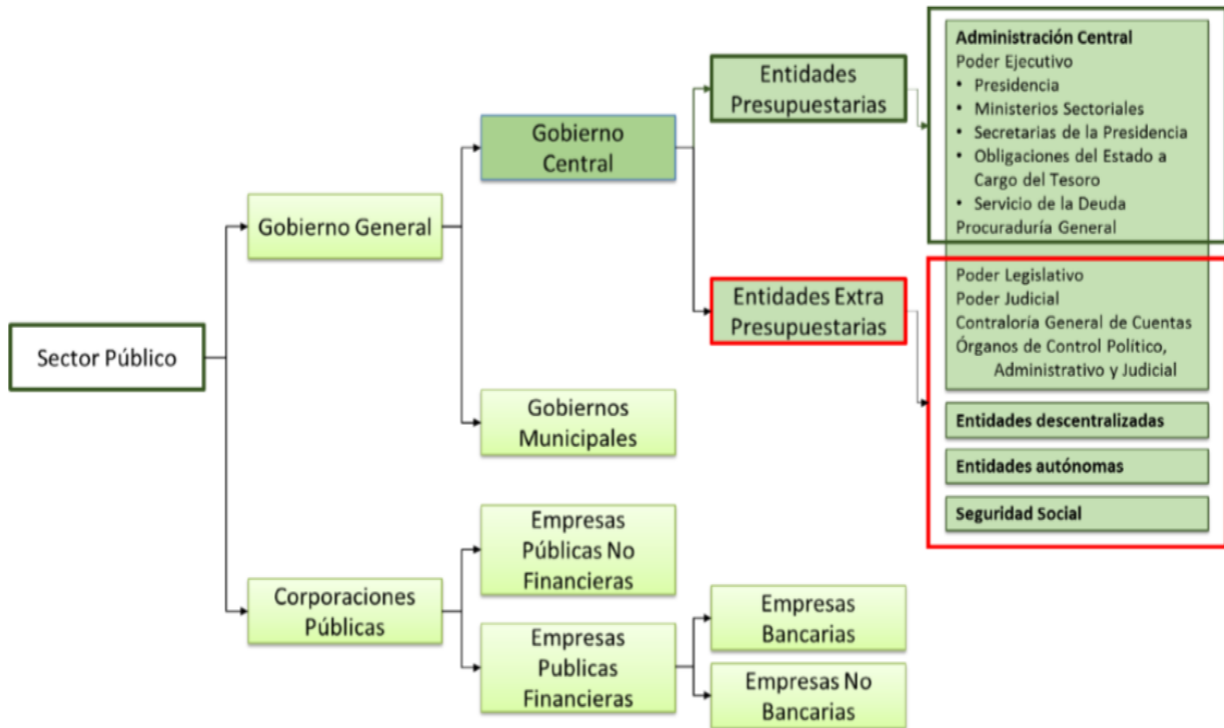 Sector Público
Gobierno General
Corporaciones
Públicas
Gobierno
Central
Gobiernos
Municipales
Empresas
Públicas No
Financieras
Empresas
Publicas
Financieras
Entidades
Presupuestarias
Entidades Extra
Presupuestarias
Empresas
Bancarias
Empresas No
Bancarias
Administración Central
Poder Ejecutivo
• Presidencia
• Ministerios Sectoriales
• Secretarias de la Presidencia
• Obligaciones del Estado a
Cargo del Tesoro
• Servicio de la Deuda
Procuraduría General
Poder Legislativo
Poder Judicial
Contraloría General de Cuentas
Órganos de Control Político,
Administrativo y Judicial
Entidades descentralizadas
Entidades autónomas
Seguridad Social